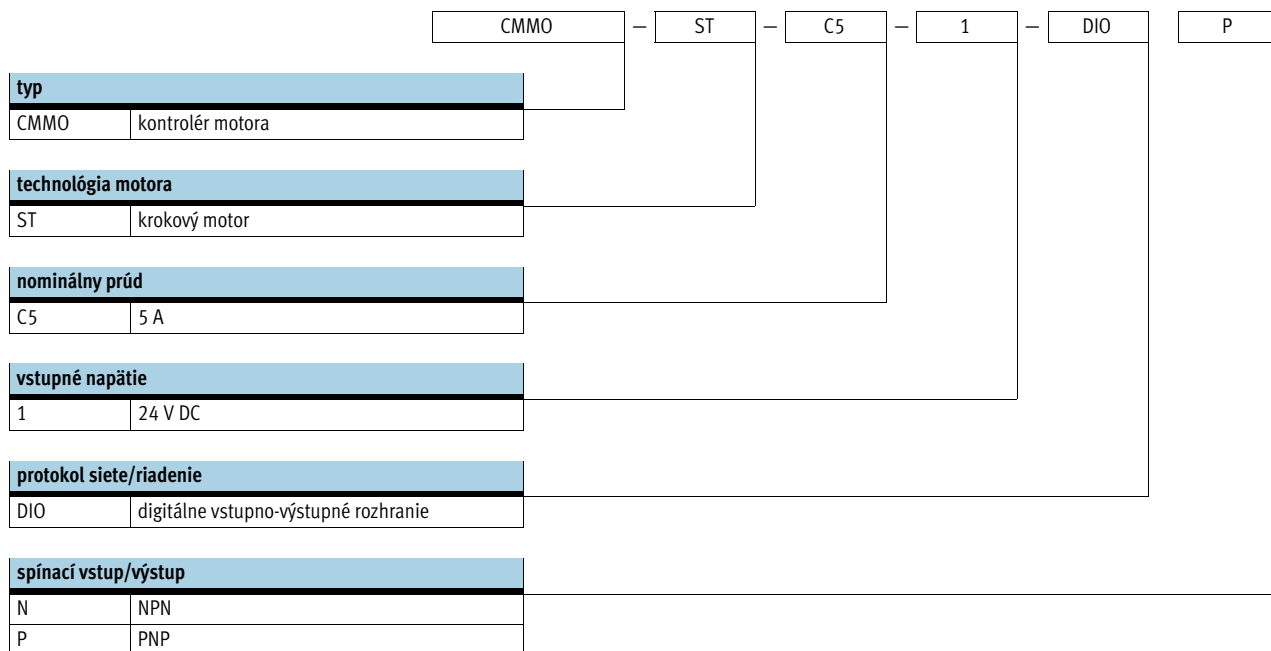 CMMO — ST — C5 — 1 — DIO P
typ
CMMO kontrolér motora
technológia motora
ST krokový motor
nominálny prúd
C5 5 A
vstupné napätie
1 24 V DC
protokol siete/riadenie
DIO digitálne vstupno-výstupné rozhranie
spínací vstup/výstup
N NPN
P PNP